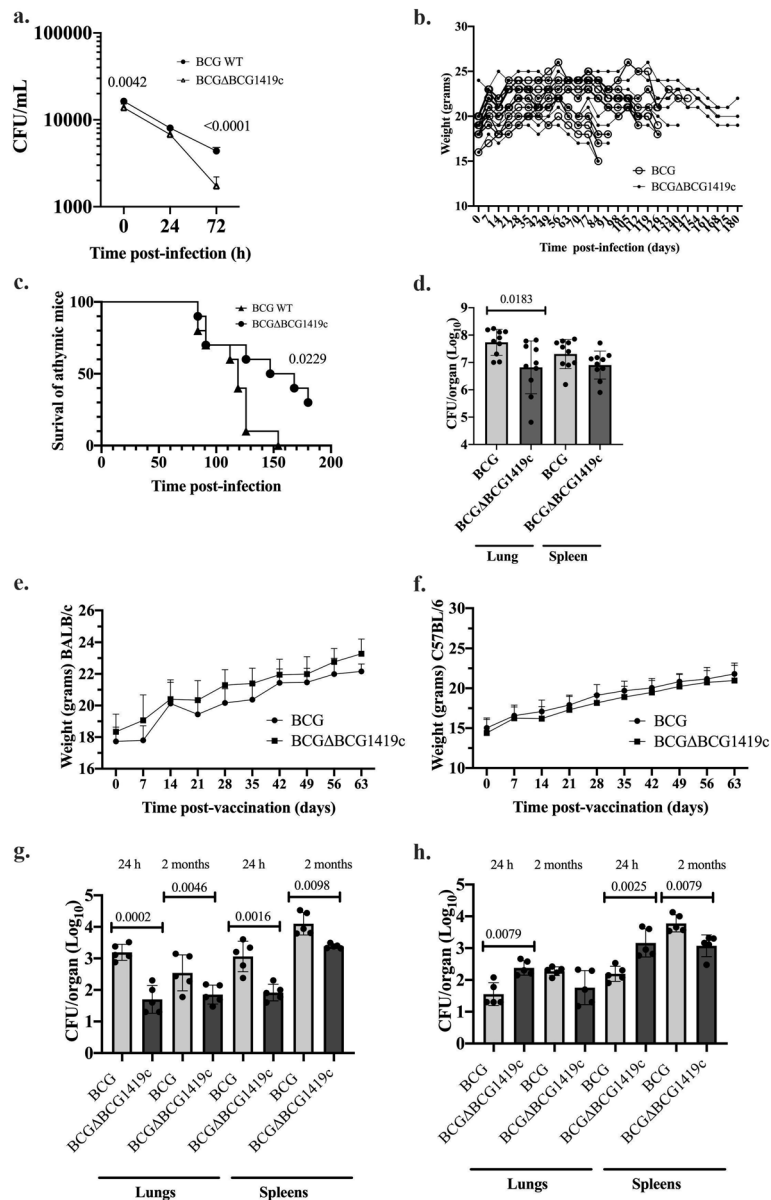 a.
100000
10000
1000
CFU/mL
BCG WT
BCGΔBCG1419c
0.0042
<0.0001
0 24 72
Time post-infection (h)
b.
30
25
20
15
10
Weight (grams)
BCG
BCGΔBCG1419c
Time post-infection (days)
c.
100
50
0
Surival of athymic mice
BCG WT
BCGΔBCG1419c
0.0229
0 50 100 150 200
Time post-infection
d.
0.0183
9
8
7
6
5
4
CFU/organ (Log10)
BCG
BCGΔBCG1419c
BCG
BCGΔBCG1419c
Lung Spleen
e.
26
24
22
20
18
16
Weight (grams) BALB/c
BCG
BCGΔBCG1419c
0 7 14 21 28 35 42 49 56 63
Time post-vaccination (days)
f.
30
25
20
15
10
Weight (grams) C57BL/6
BCG
BCGΔBCG1419c
0 7 14 21 28 35 42 49 56 63
Time post-vaccination (days)
g.
24 h 2 months 24 h 2 months
0.0002 0.0046 0.0016 0.0098
5
4
3
2
1
0
CFU/organ (Log10)
BCG
BCGΔBCG1419c
BCG
BCGΔBCG1419c
BCG
BCGΔBCG1419c
BCG
BCGΔBCG1419c
Lungs Spleens
h.
24 h 2 months 24 h 2 months
0.0079 0.0025 0.0079
5
4
3
2
1
0
CFU/organ (Log10)
BCG
BCGΔBCG1419c
BCG
BCGΔBCG1419c
BCG
BCGΔBCG1419c
BCG
BCGΔBCG1419c
Lungs Spleens